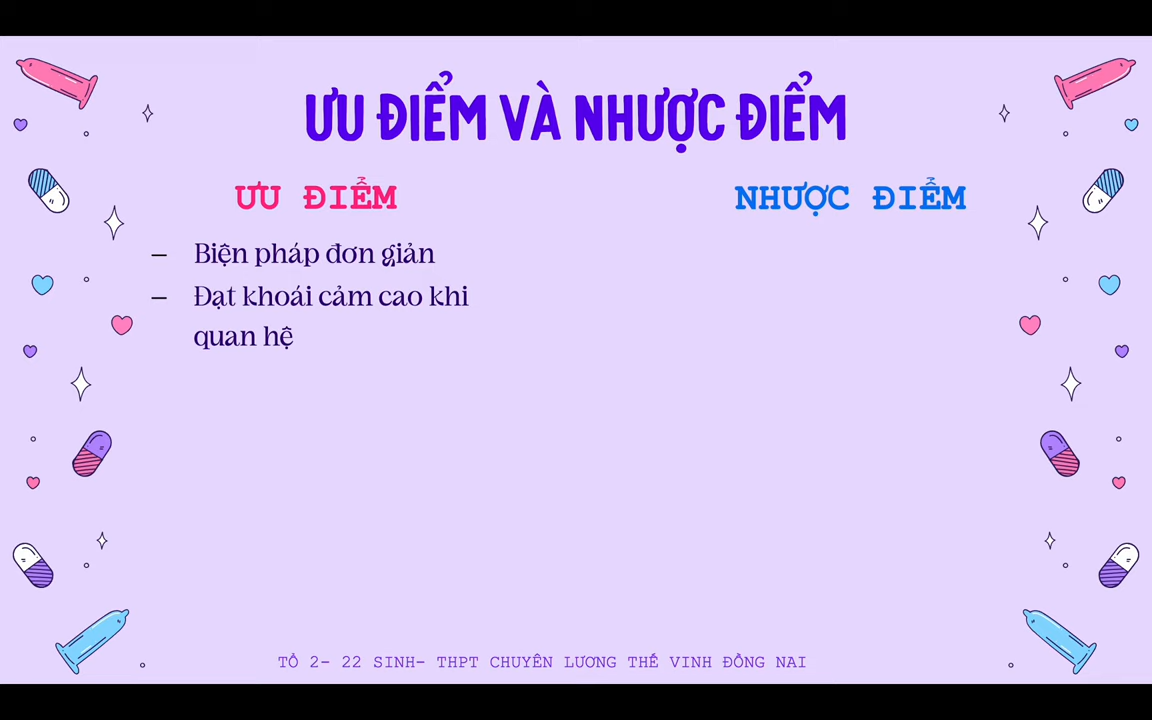 ƯU ĐIỂM VÀ NHƯỢC ĐIỂM
ƯU ĐIỂM
– Biện pháp đơn giản
– Đạt khoái cảm cao khi
quan hệ
NHƯỢC ĐIỂM
TỔ 2- 22 SINH- THPT CHUYÊN LƯƠNG THẾ VINH ĐỒNG NAI